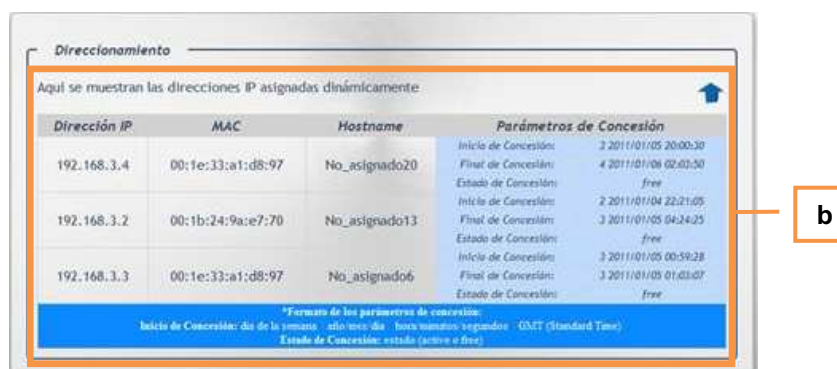 Direccionamiento
Aquí se muestran las direcciones IP asignadas dinámicamente
Dirección IP MAC Hostname Parámetros de Concesión
192.168.3.4 00:1e:33:a1:d8:97 No_asignado20
Inicio de Concesión: 3 2011/01/05 20:00:30
Final de Concesión: 4 2011/01/06 02:03:50
Estado de Concesión: free
192.168.3.2 00:1b:24:9a:e7:70 No_asignado13
Inicio de Concesión: 2 2011/01/04 22:21:05
Final de Concesión: 3 2011/01/05 04:24:25
Estado de Concesión: free
192.168.3.3 00:1e:33:a1:d8:97 No_asignado6
Inicio de Concesión: 3 2011/01/05 00:59:28
Final de Concesión: 3 2011/01/05 01:03:07
Estado de Concesión: free
*Formato de los parámetros de concesión:
Inicio de Concesión: dia de la semana año/mes/dia hora/minutos/segundos GMT (Standard Time)
Estado de Concesión: estado (active o free)
b